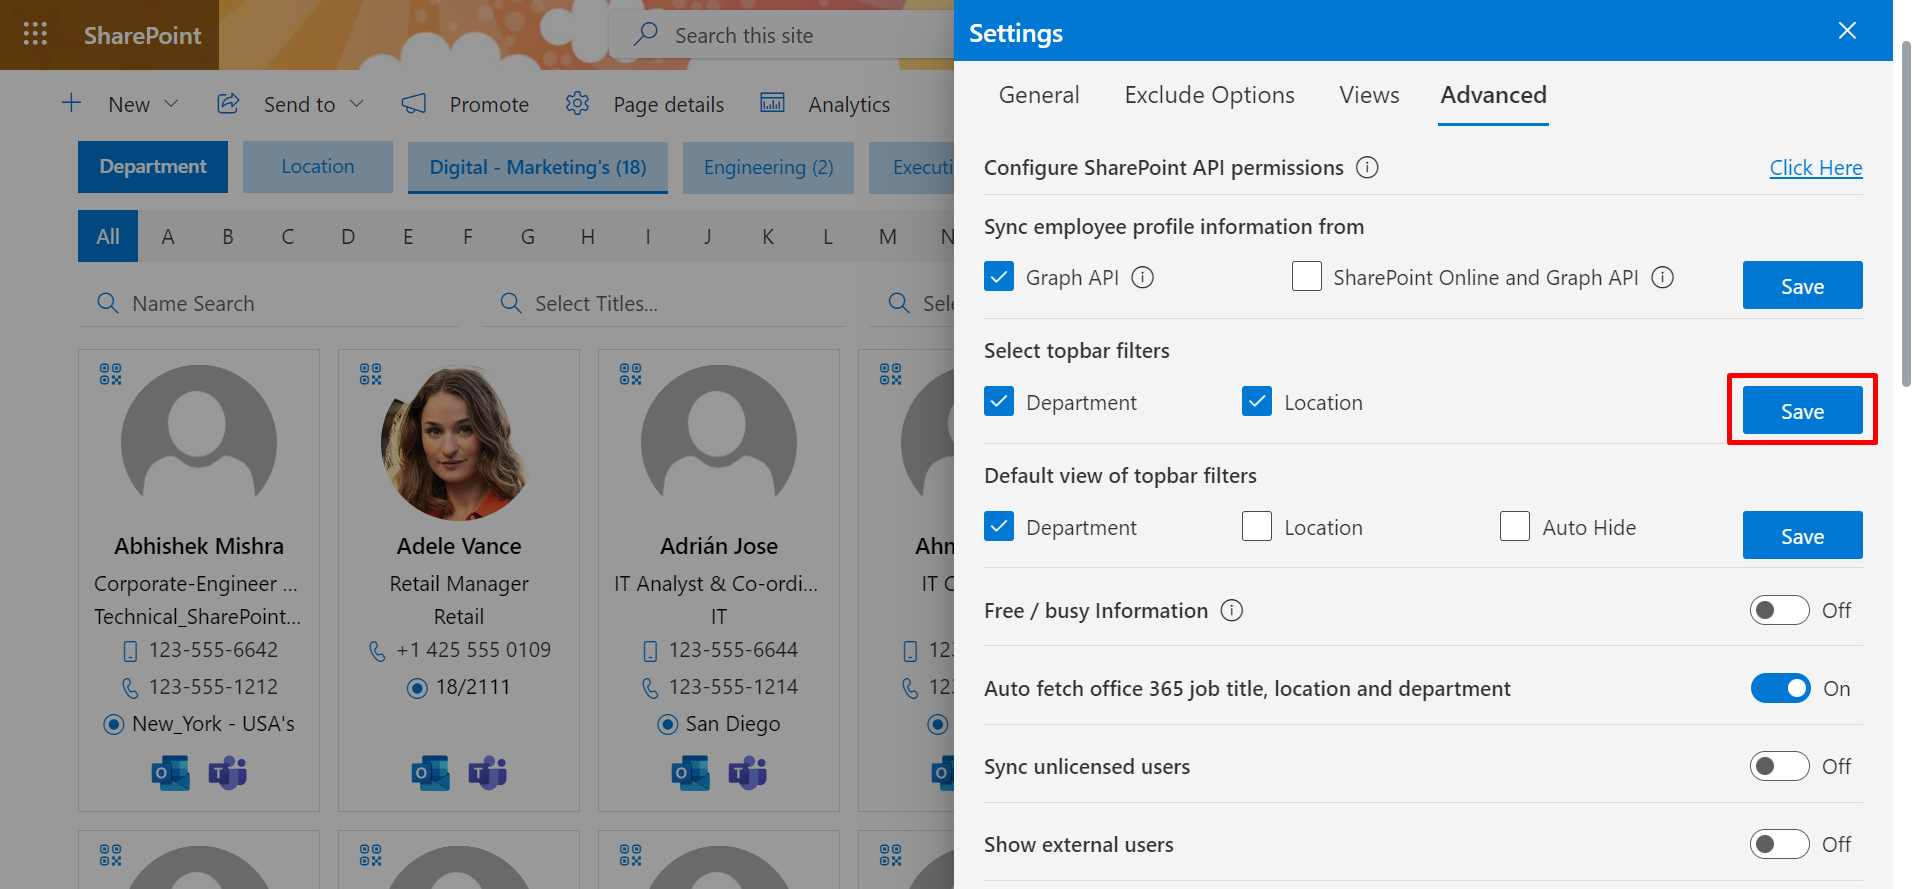 SharePoint
Search this site
New
Send to
Promote
Page details
Analytics
Department
Location
Digital - Marketing's (18)
Engineering (2)
All A B C D E F G H I J K L M
Name Search
Select Titles...
Abhishek Mishra
Corporate-Engineer ...
Technical_SharePoint...
123-555-6642
123-555-1212
New_York - USA's
Adele Vance
Retail Manager
Retail
+1 425 555 0109
18/2111
Adrián Jose
IT Analyst & Co-ordi...
IT
123-555-6644
123-555-1214
San Diego
Settings
General
Exclude Options
Views
Advanced
Configure SharePoint API permissions
Click Here
Sync employee profile information from
Graph API
SharePoint Online and Graph API
Save
Select topbar filters
Department
Location
Save
Default view of topbar filters
Department
Location
Auto Hide
Save
Free / busy Information
Off
Auto fetch office 365 job title, location and department
On
Sync unlicensed users
Off
Show external users
Off